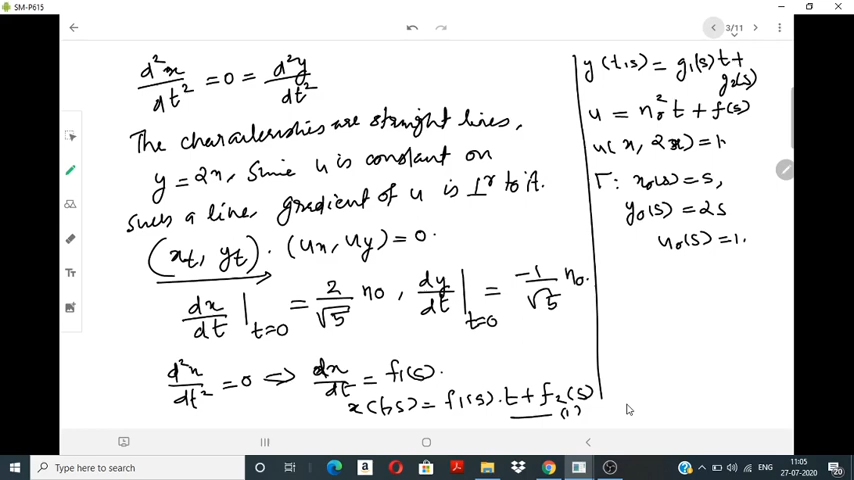 SM-P615
3/11
d²x/dt² = 0 = d²y/dt²
The characteristics are straight lines,
y = 2x, since u is constant on
such a line, gradient of u is ⊥r to it.
(xt, yt) · (ux, uy) = 0.
dx/dt |t=0 = 2/√5 n0, dy/dt |t=0 = -1/√5 n0.
d²x/dt² = 0 ⇔ dx/dt = f1(s).
x(t,s) = f1(s). t + f2(s)
(1)
y(t,s) = g1(s) t +
g2(s)
u = n0² t + f(s)
u(x, 2x) = 1.
Γ: x0(s) = s,
y0(s) = 2s
u0(s) = 1.
Type here to search
ENG
11:05
27-07-2020
20